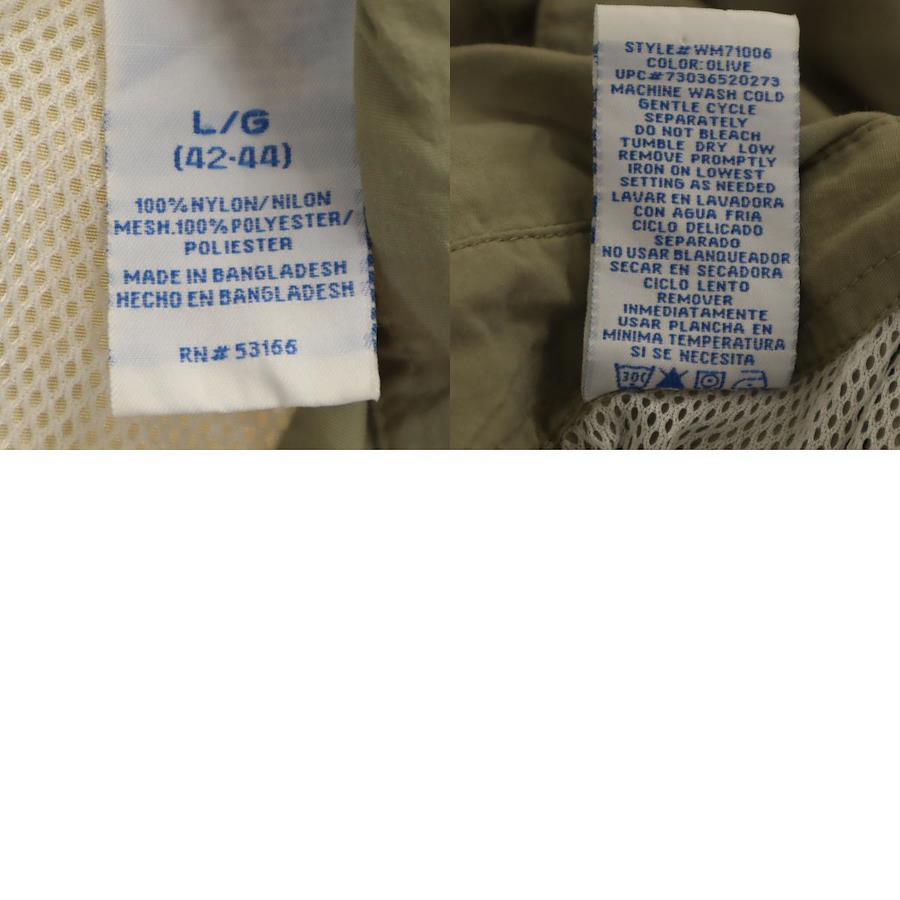 L/G
(42-44)
100% NYLON/NILON
MESH.100% POLYESTER/
POLIESTER
MADE IN BANGLADESH
HECHO EN BANGLADESH
RN# 53166
STYLE# WM71006
COLOR:OLIVE
UPC#73036520273
MACHINE WASH COLD
GENTLE CYCLE
SEPARATELY
DO NOT BLEACH
TUMBLE DRY LOW
REMOVE PROMPTLY
IRON ON LOWEST
SETTING AS NEEDED
LAVAR EN LAVADORA
CON AGUA FRIA
CICLO DELICADO
SEPARADO
NO USAR BLANQUEADOR
SECAR EN SECADORA
CICLO LENTO
REMOVER
INMEDIATAMENTE
USAR PLANCHA EN
MINIMA TEMPERATURA
SI SE NECESITA
30C